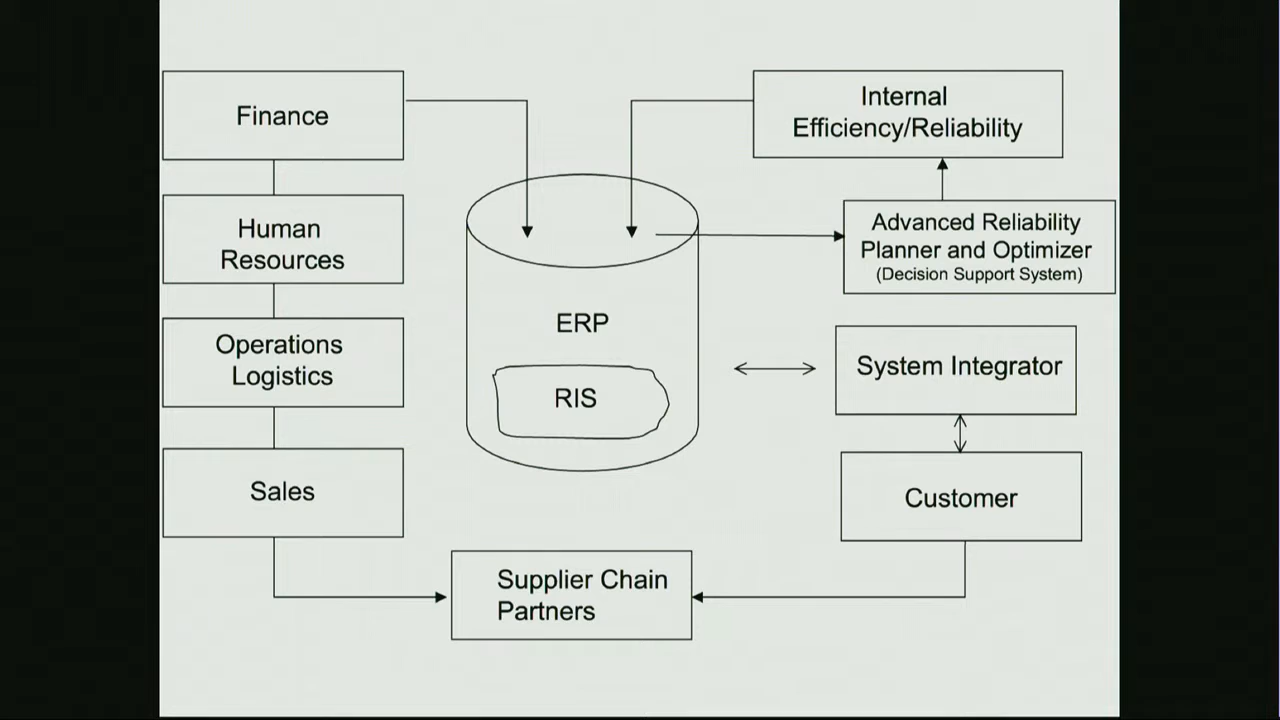 Finance
Human
Resources
Operations
Logistics
Sales
ERP
RIS
Supplier Chain
Partners
Internal
Efficiency/Reliability
Advanced Reliability
Planner and Optimizer
(Decision Support System)
System Integrator
Customer